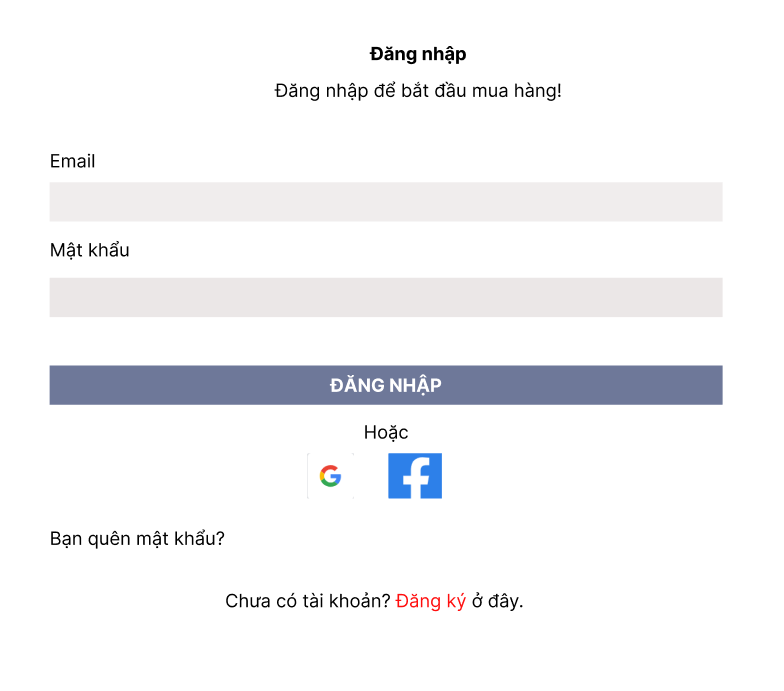 Đăng nhập
Đăng nhập để bắt đầu mua hàng!
Email
Mật khẩu
ĐĂNG NHẬP
Hoặc
Bạn quên mật khẩu?
Chưa có tài khoản? Đăng ký ở đây.